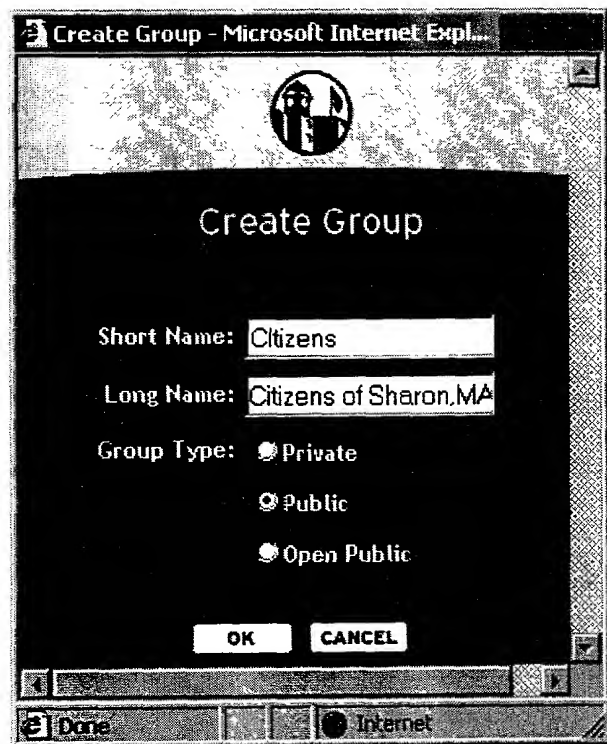 Create Group - Microsoft Internet Expl...
Create Group
Short Name: CItizens
Long Name: Citizens of Sharon,MA
Group Type: Private
Public
Open Public
OK CANCEL
Done Internet